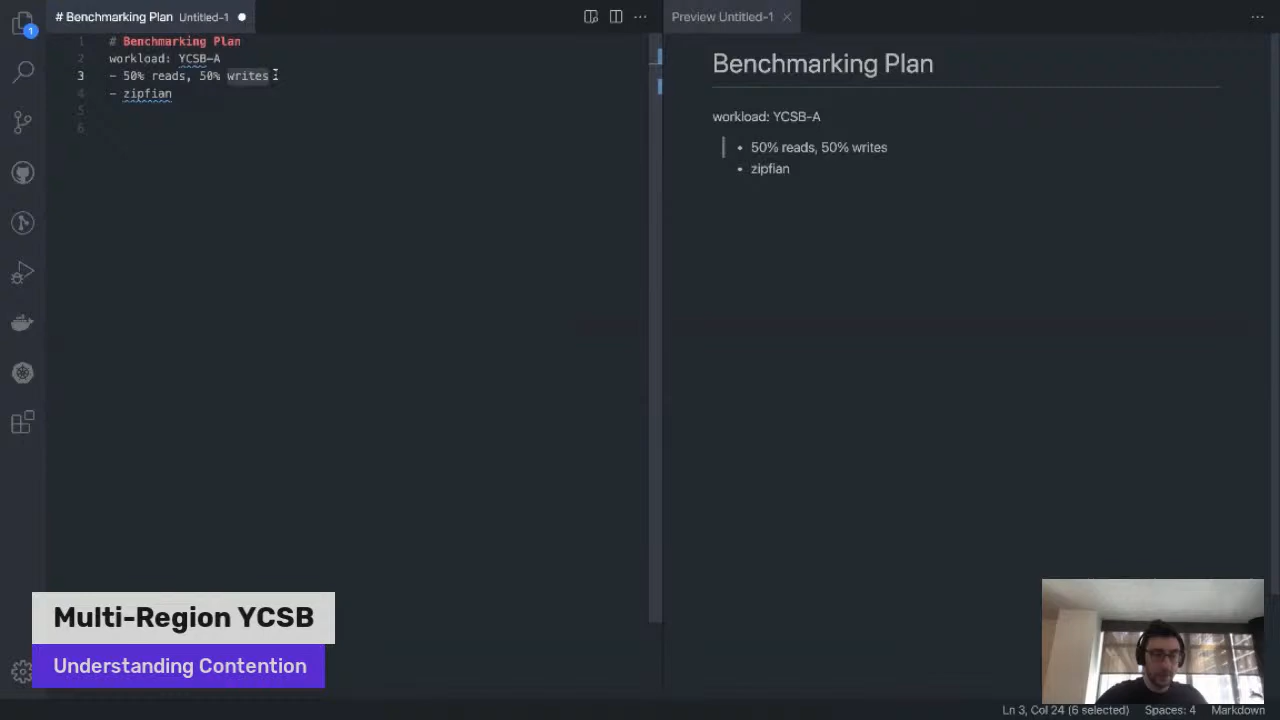 # Benchmarking Plan Untitled-1
Preview Untitled-1
1
1 # Benchmarking Plan
2 workload: YCSB-A
3 - 50% reads, 50% writes
4 - zipfian
5
6
Benchmarking Plan
workload: YCSB-A
• 50% reads, 50% writes
• zipfian
Multi-Region YCSB
Understanding Contention
Ln 3, Col 24 (6 selected) Spaces: 4 Markdown